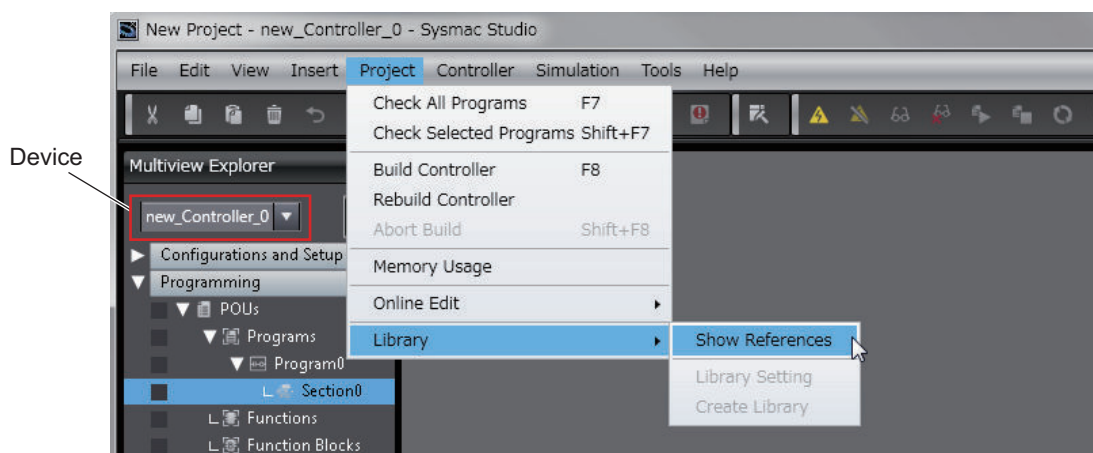 New Project - new_Controller_0 - Sysmac Studio
File Edit View Insert Project Controller Simulation Tools Help
Check All Programs F7
Check Selected Programs Shift+F7
Build Controller F8
Rebuild Controller
Abort Build Shift+F8
Memory Usage
Online Edit
Library
Show References
Library Setting
Create Library
Device
Multiview Explorer
new_Controller_0
Configurations and Setup
Programming
POUs
Programs
Program0
Section0
Functions
Function Blocks